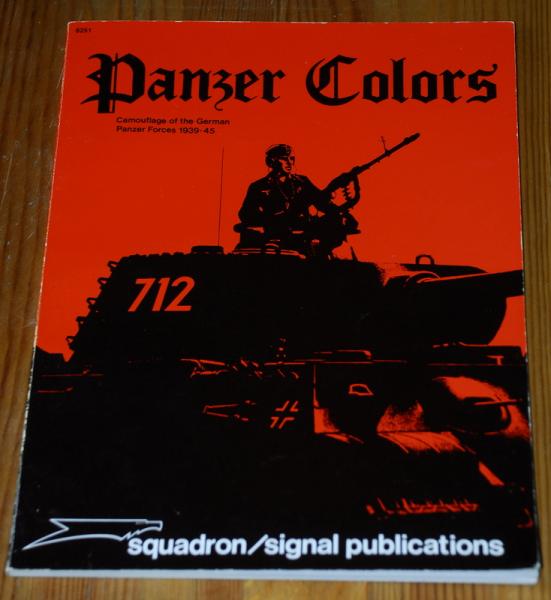 6251
Panzer Colors
Camouflage of the German
Panzer Forces 1939-45
712
squadron/signal publications